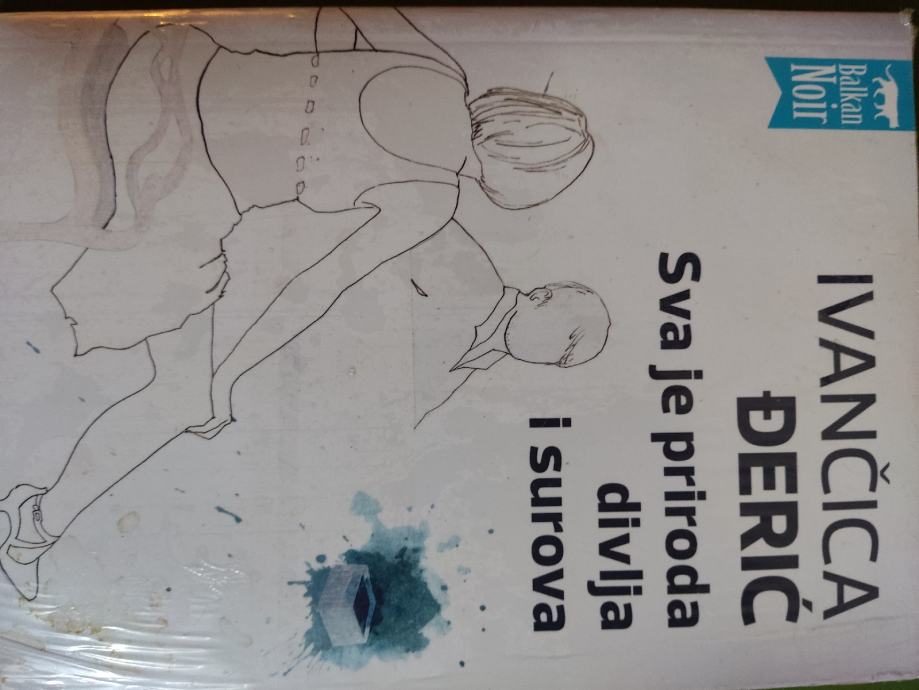 Balkan
Noir
IVANČICA
ĐERIĆ
Sva je priroda
divlja
i surova